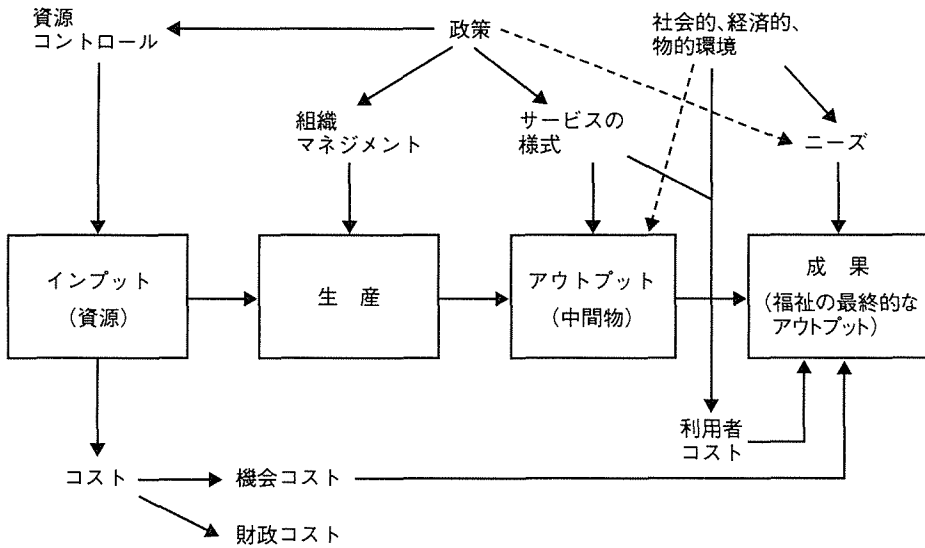 資源
コントロール
政策
社会的、経済的、
物的環境
組織
マネジメント
サービスの
様式
ニーズ
インプット
(資源)
生 産
アウトプット
(中間物)
成 果
(福祉の最終的な
アウトプット)
利用者
コスト
コスト
機会コスト
財政コスト